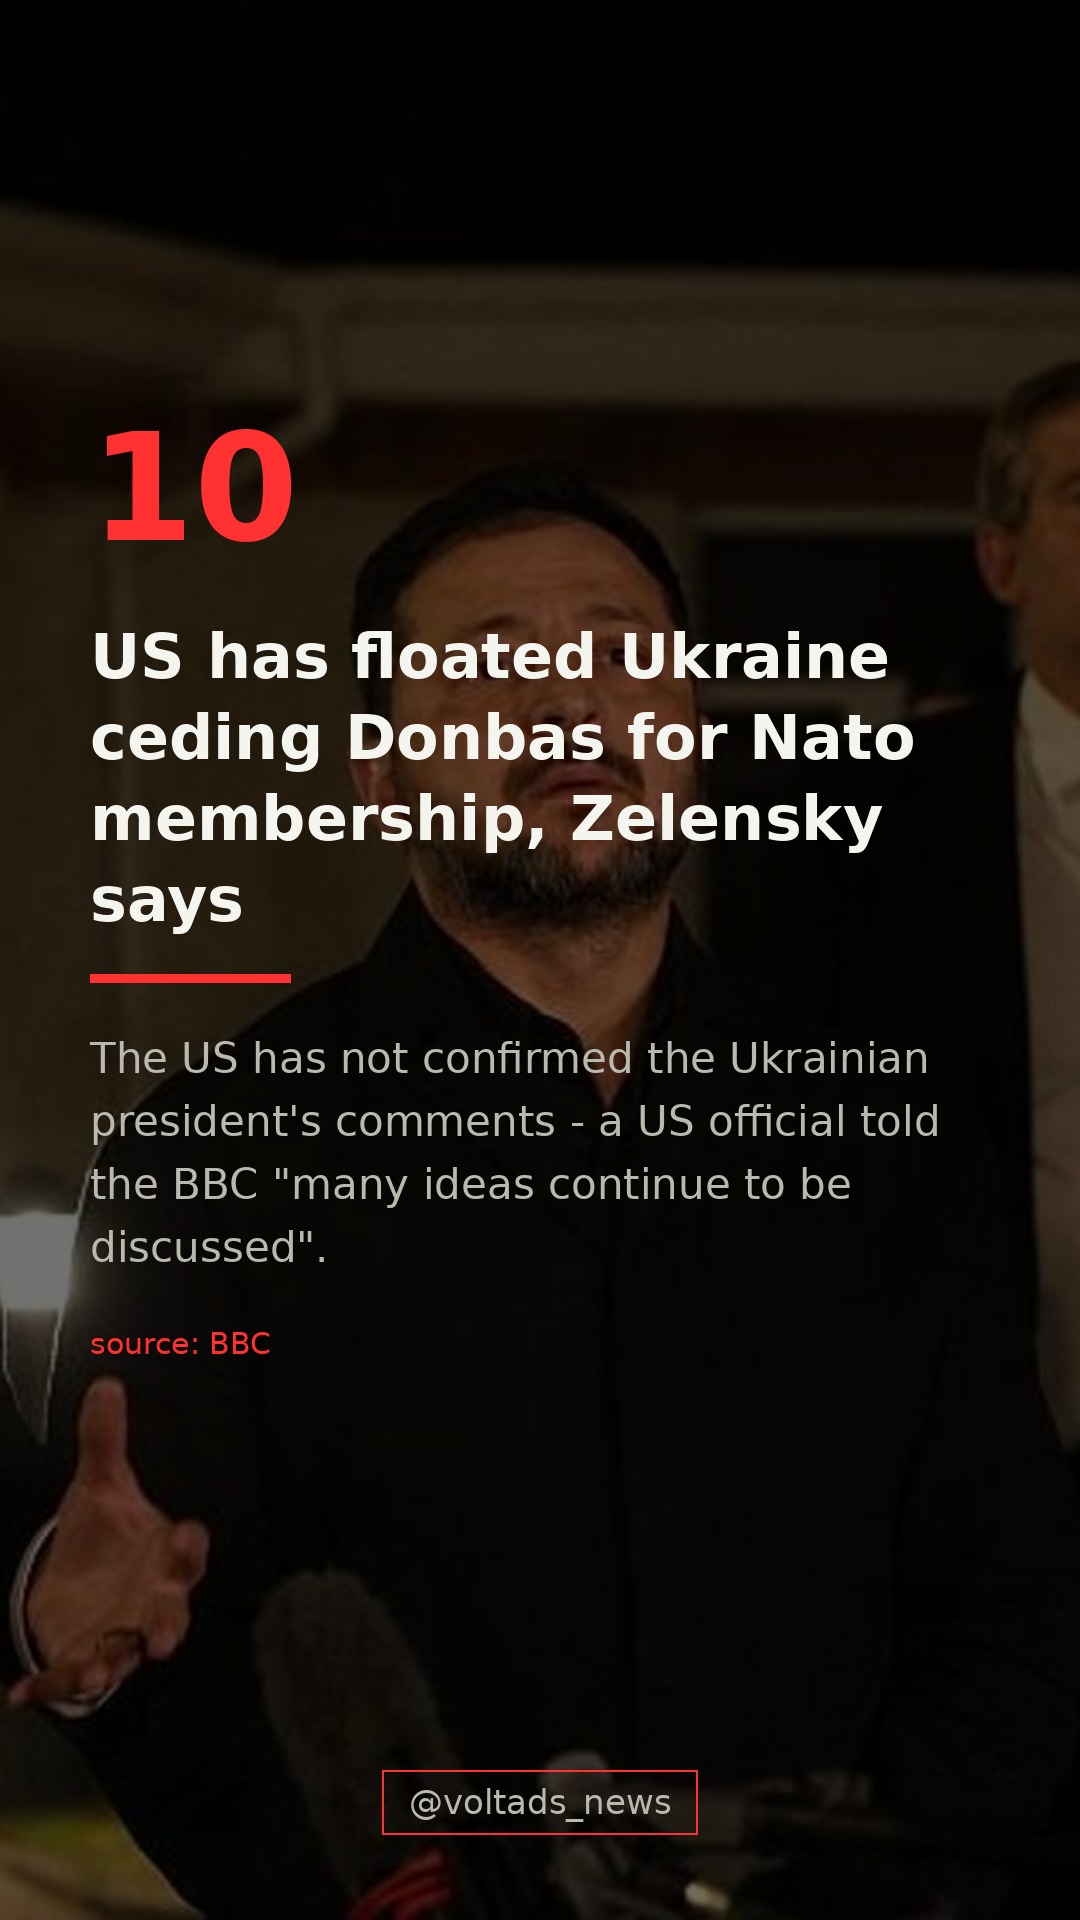 10
US has floated Ukraine
ceding Donbas for Nato
membership, Zelensky
says
The US has not confirmed the Ukrainian
president's comments - a US official told
the BBC "many ideas continue to be
discussed".
source: BBC
@voltads_news